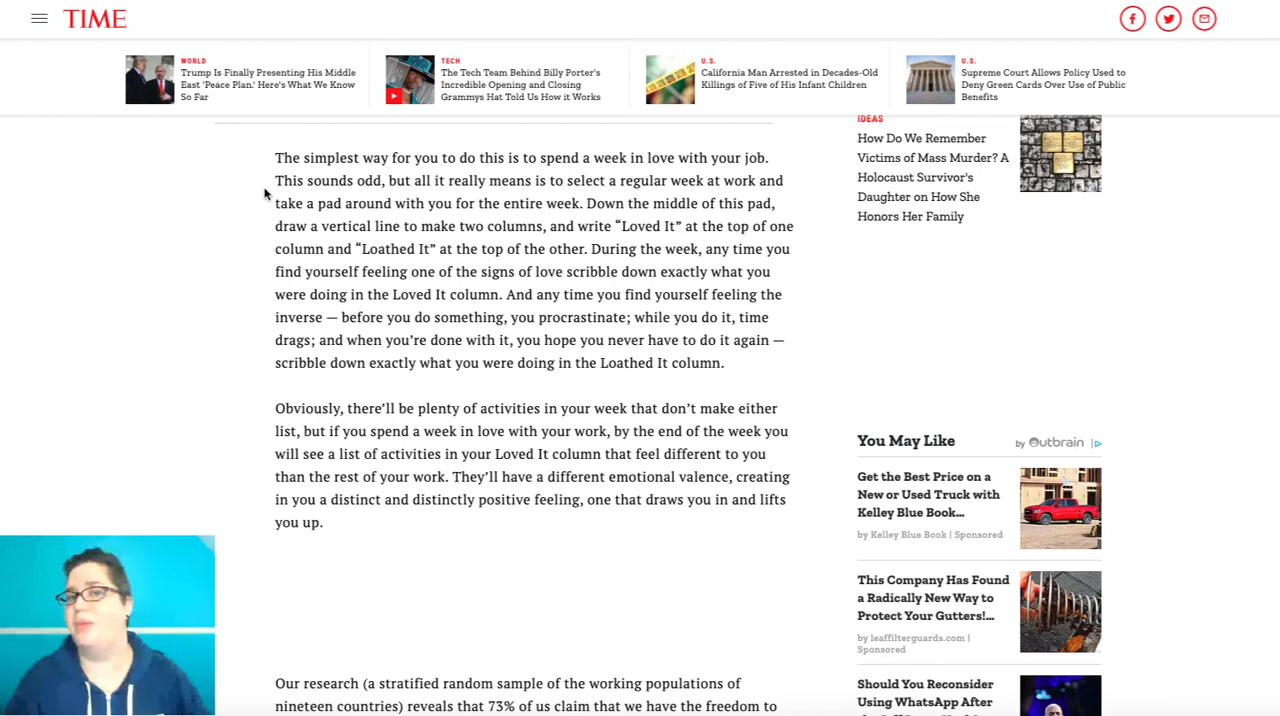 TIME
WORLD
Trump Is Finally Presenting His Middle
East 'Peace Plan.' Here's What We Know
So Far
TECH
The Tech Team Behind Billy Porter's
Incredible Opening and Closing
Grammys Hat Told Us How it Works
U.S.
California Man Arrested in Decades-Old
Killings of Five of His Infant Children
U.S.
Supreme Court Allows Policy Used to
Deny Green Cards Over Use of Public
Benefits
The simplest way for you to do this is to spend a week in love with your job.
This sounds odd, but all it really means is to select a regular week at work and
take a pad around with you for the entire week. Down the middle of this pad,
draw a vertical line to make two columns, and write “Loved It” at the top of one
column and “Loathed It” at the top of the other. During the week, any time you
find yourself feeling one of the signs of love scribble down exactly what you
were doing in the Loved It column. And any time you find yourself feeling the
inverse — before you do something, you procrastinate; while you do it, time
drags; and when you’re done with it, you hope you never have to do it again —
scribble down exactly what you were doing in the Loathed It column.
Obviously, there’ll be plenty of activities in your week that don’t make either
list, but if you spend a week in love with your work, by the end of the week you
will see a list of activities in your Loved It column that feel different to you
than the rest of your work. They’ll have a different emotional valence, creating
in you a distinct and distinctly positive feeling, one that draws you in and lifts
you up.
Our research (a stratified random sample of the working populations of
nineteen countries) reveals that 73% of us claim that we have the freedom to
IDEAS
How Do We Remember
Victims of Mass Murder? A
Holocaust Survivor's
Daughter on How She
Honors Her Family
You May Like
by Outbrain
Get the Best Price on a
New or Used Truck with
Kelley Blue Book...
by Kelley Blue Book | Sponsored
This Company Has Found
a Radically New Way to
Protect Your Gutters!...
by leaffilterguards.com |
Sponsored
Should You Reconsider
Using WhatsApp After